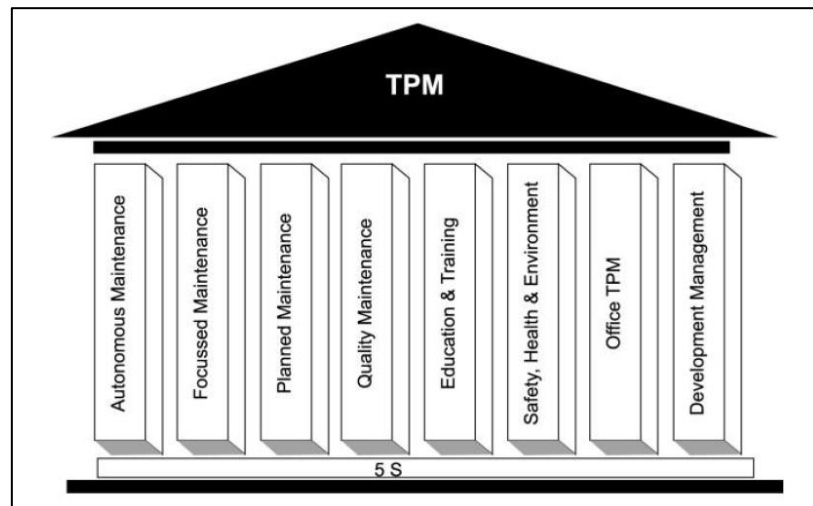 TPM
Autonomous Maintenance
Focussed Maintenance
Planned Maintenance
Quality Maintenance
Education & Training
Safety, Health & Environment
Office TPM
Development Management
5 S